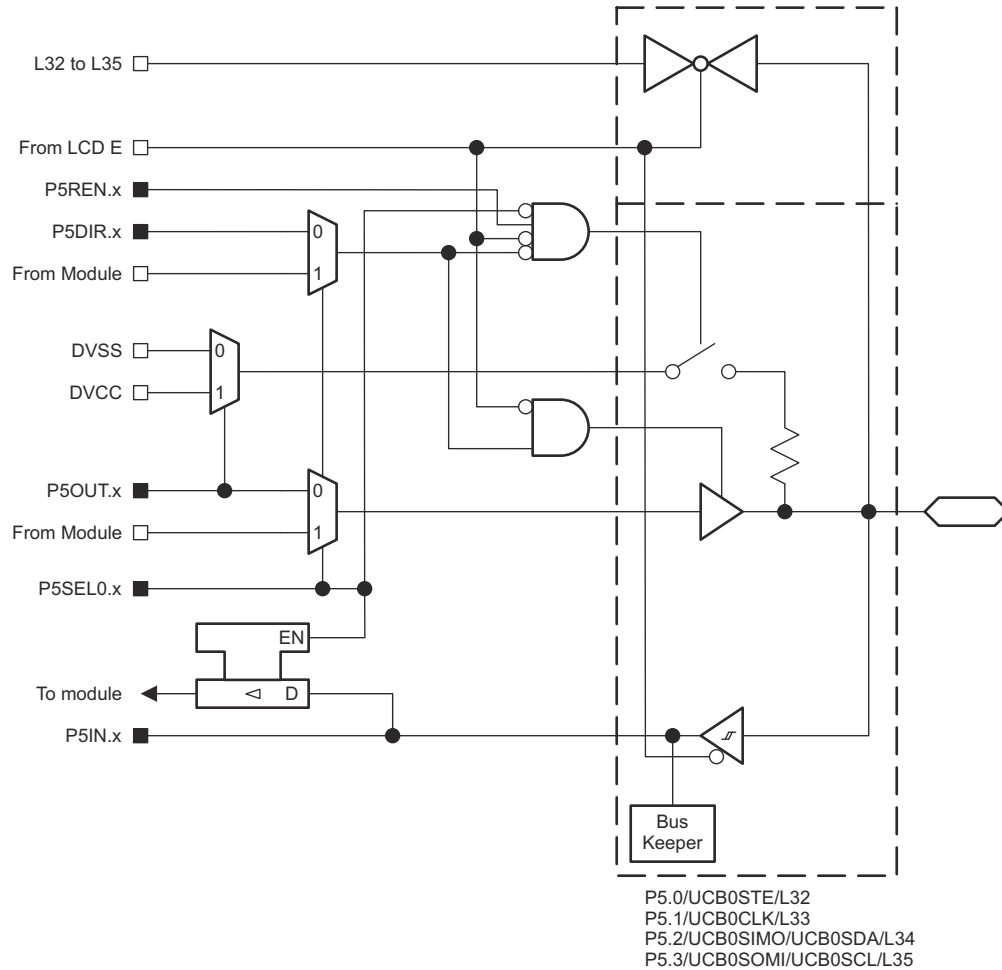 L32 to L35
From LCD E
P5REN.x
P5DIR.x
0
From Module
1
DVSS
0
DVCC
1
P5OUT.x
0
From Module
1
P5SEL0.x
EN
To module
D
P5IN.x
Bus
Keeper
P5.0/UCB0STE/L32
P5.1/UCB0CLK/L33
P5.2/UCB0SIMO/UCB0SDA/L34
P5.3/UCB0SOMI/UCB0SCL/L35